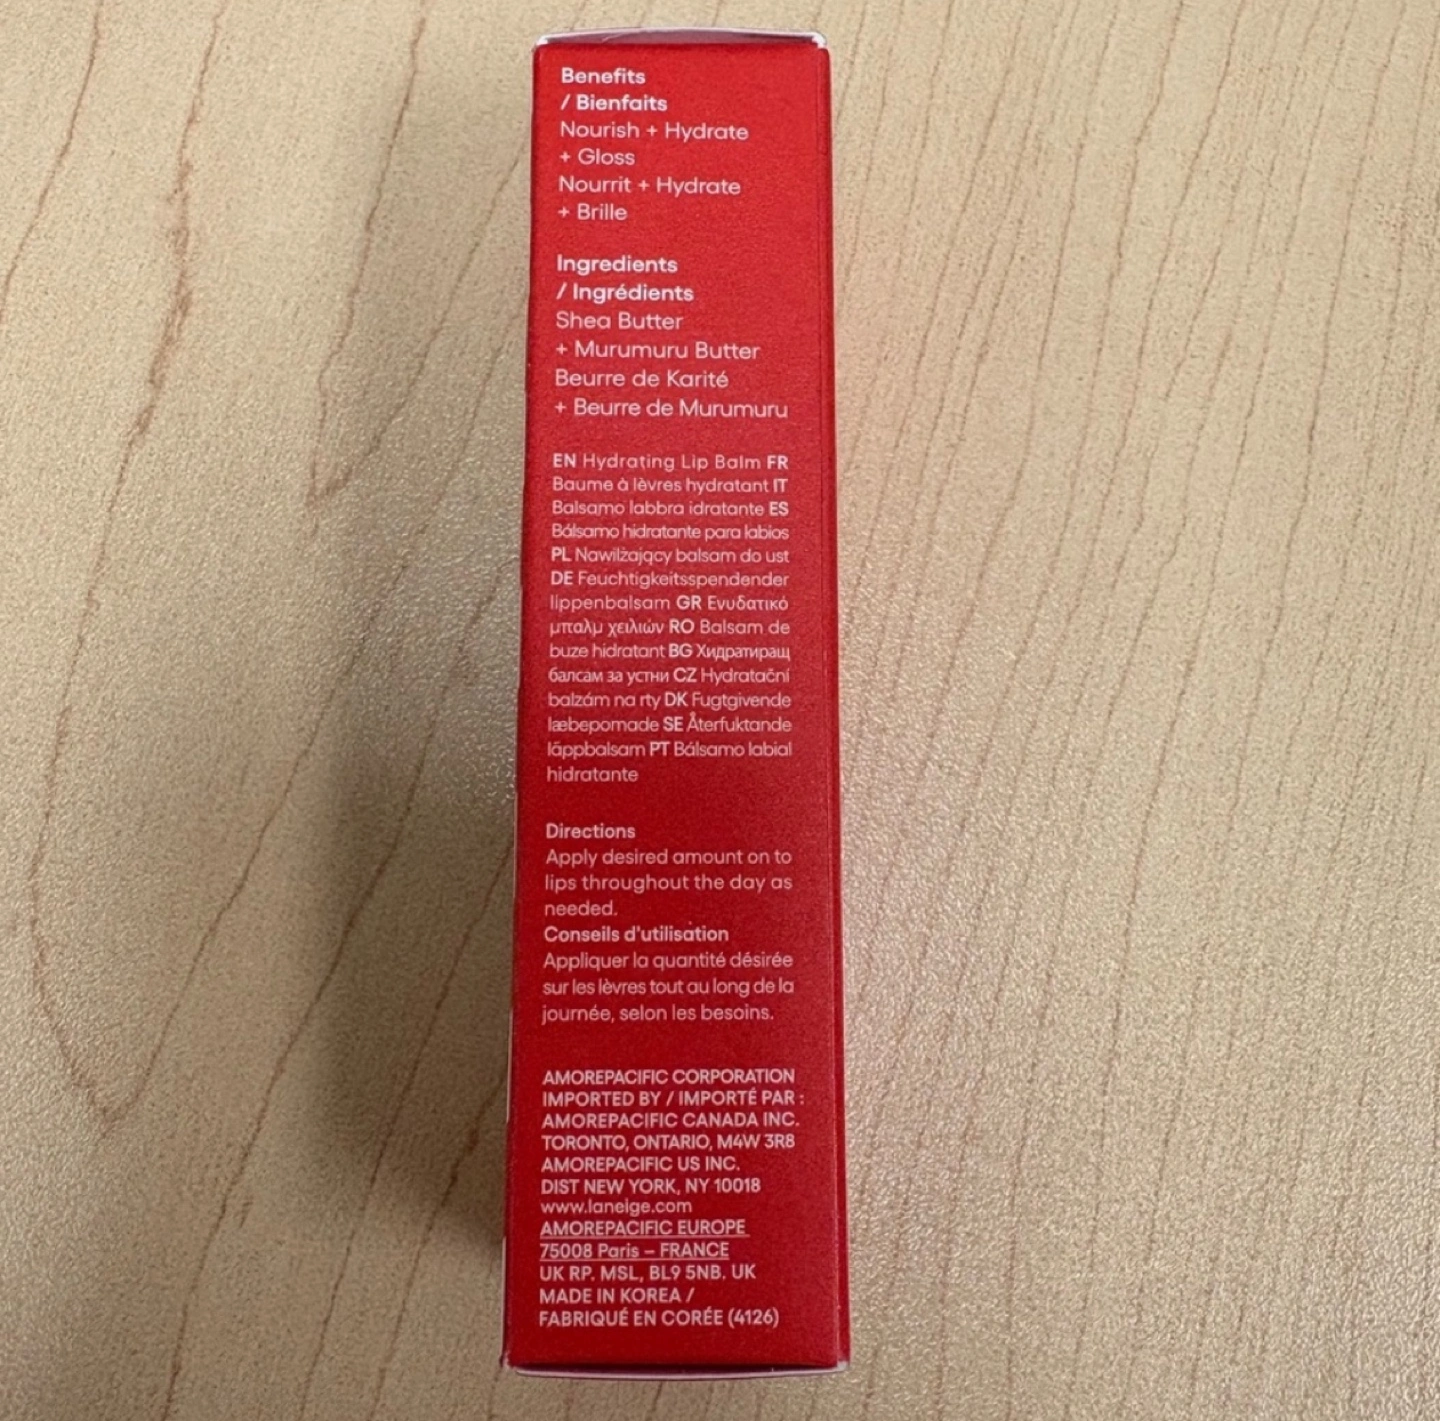 Benefits
/ Bienfaits
Nourish + Hydrate
+ Gloss
Nourrit + Hydrate
+ Brille
Ingredients
/ Ingrédients
Shea Butter
+ Murumuru Butter
Beurre de Karité
+ Beurre de Murumuru
EN Hydrating Lip Balm FR
Baume à lèvres hydratant IT
Balsamo labbra idratante ES
Bálsamo hidratante para labios
PL Nawilżający balsam do ust
DE Feuchtigkeitsspendender
lippenbalsam GR Ενυδατικό
μπαλμ χειλιών RO Balsam de
buze hidratant BG Хидратиращ
балсам за устни CZ Hydratační
balzám na rty DK Fugtgivende
læbepomade SE Återfuktande
läppbalsam PT Bálsamo labial
hidratante
Directions
Apply desired amount on to
lips throughout the day as
needed.
Conseils d'utilisation
Appliquer la quantité désirée
sur les lèvres tout au long de la
journée, selon les besoins.
AMOREPACIFIC CORPORATION
IMPORTED BY / IMPORTÉ PAR :
AMOREPACIFIC CANADA INC.
TORONTO, ONTARIO, M4W 3R8
AMOREPACIFIC US INC.
DIST NEW YORK, NY 10018
www.laneige.com
AMOREPACIFIC EUROPE
75008 Paris – FRANCE
UK RP. MSL, BL9 5NB. UK
MADE IN KOREA /
FABRIQUÉ EN CORÉE (4126)